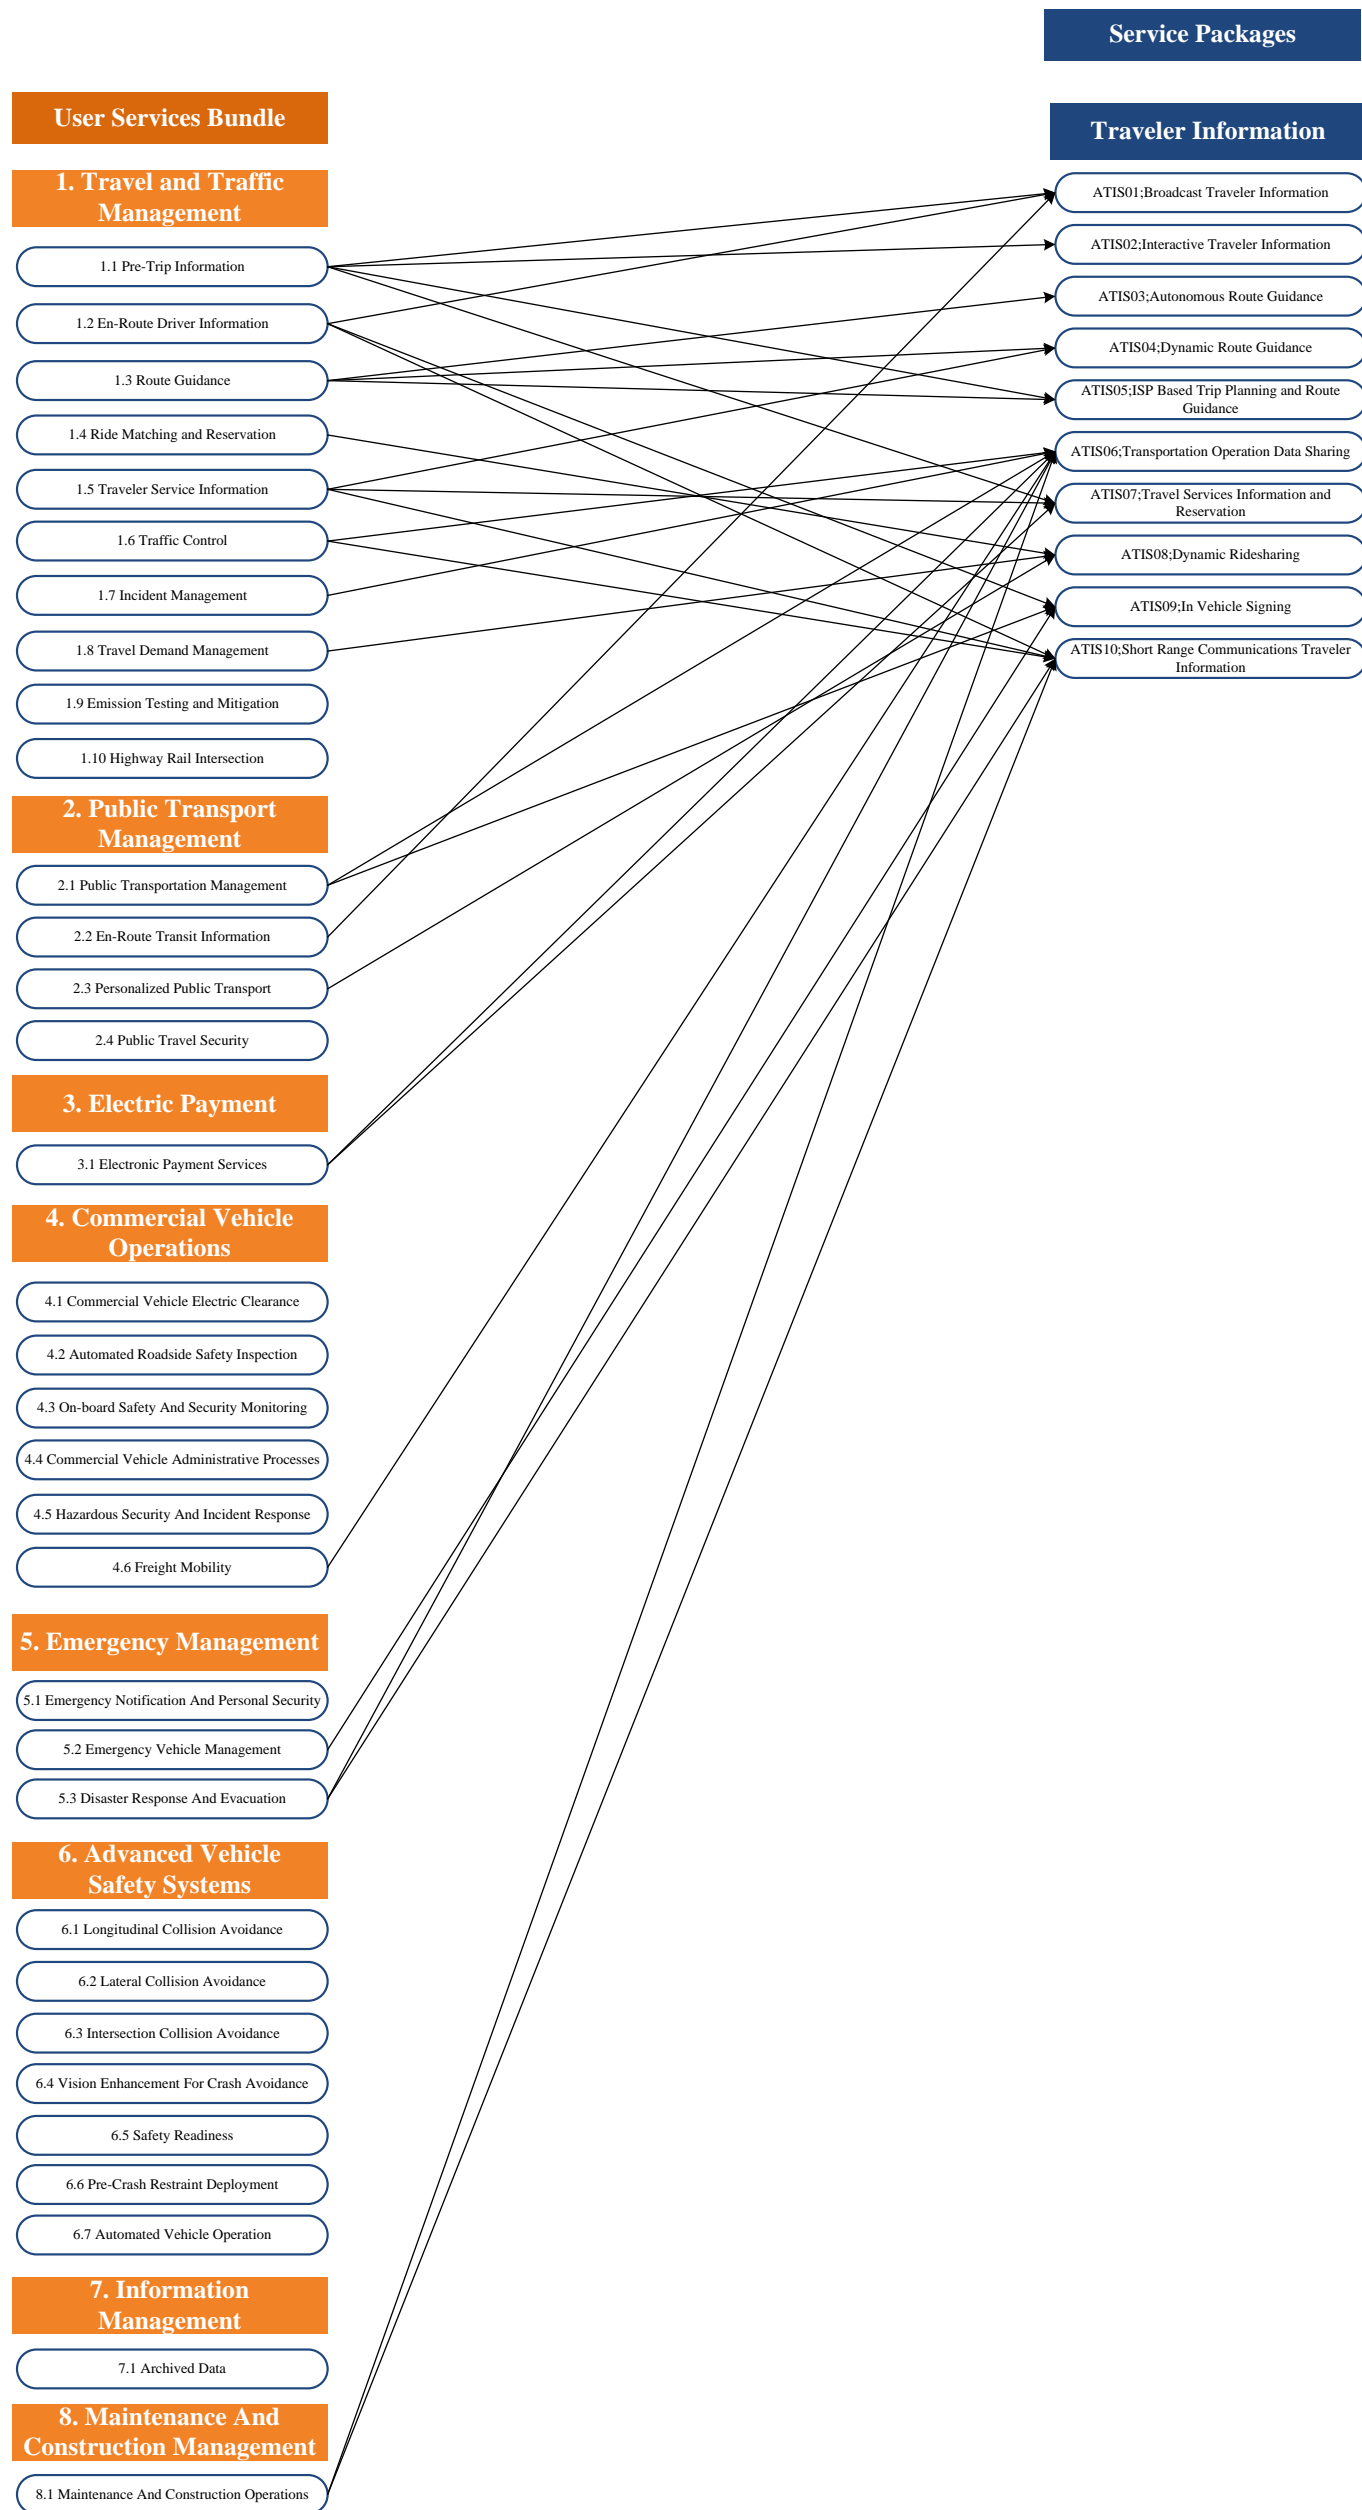 Service Packages
User Services Bundle
Traveler Information
1. Travel and Traffic
Management
1.1 Pre-Trip Information
1.2 En-Route Driver Information
1.3 Route Guidance
1.4 Ride Matching and Reservation
1.5 Traveler Service Information
1.6 Traffic Control
1.7 Incident Management
1.8 Travel Demand Management
1.9 Emission Testing and Mitigation
1.10 Highway Rail Intersection
ATIS01;Broadcast Traveler Information
ATIS02;Interactive Traveler Information
ATIS03;Autonomous Route Guidance
ATIS04;Dynamic Route Guidance
ATIS05;ISP Based Trip Planning and Route
Guidance
ATIS06;Transportation Operation Data Sharing
ATIS07;Travel Services Information and
Reservation
ATIS08;Dynamic Ridesharing
ATIS09;In Vehicle Signing
ATIS10;Short Range Communications Traveler
Information
2. Public Transport
Management
2.1 Public Transportation Management
2.2 En-Route Transit Information
2.3 Personalized Public Transport
2.4 Public Travel Security
3. Electric Payment
3.1 Electronic Payment Services
4. Commercial Vehicle
Operations
4.1 Commercial Vehicle Electric Clearance
4.2 Automated Roadside Safety Inspection
4.3 On-board Safety And Security Monitoring
4.4 Commercial Vehicle Administrative Processes
4.5 Hazardous Security And Incident Response
4.6 Freight Mobility
5. Emergency Management
5.1 Emergency Notification And Personal Security
5.2 Emergency Vehicle Management
5.3 Disaster Response And Evacuation
6. Advanced Vehicle
Safety Systems
6.1 Longitudinal Collision Avoidance
6.2 Lateral Collision Avoidance
6.3 Intersection Collision Avoidance
6.4 Vision Enhancement For Crash Avoidance
6.5 Safety Readiness
6.6 Pre-Crash Restraint Deployment
6.7 Automated Vehicle Operation
7. Information
Management
7.1 Archived Data
8. Maintenance And
Construction Management
8.1 Maintenance And Construction Operations